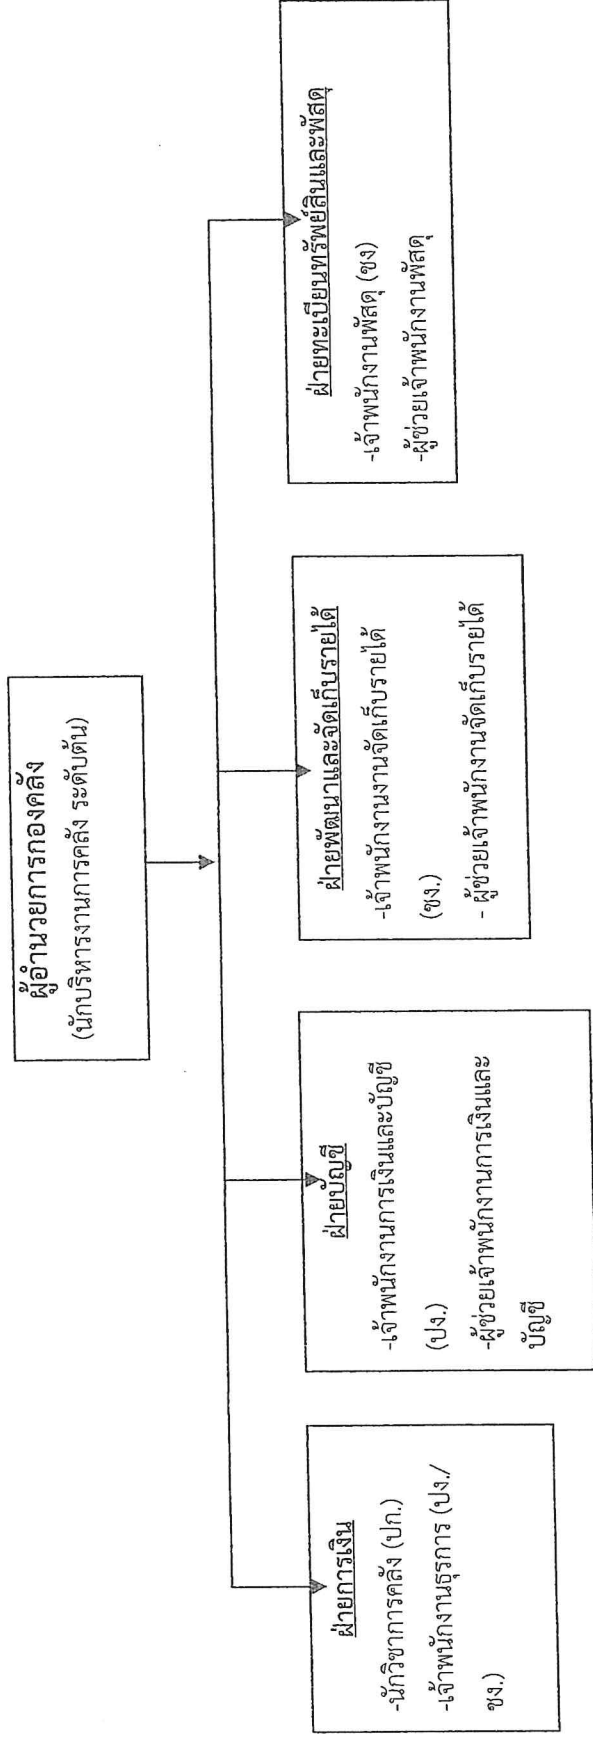 ผู้อำนวยการกองคลัง
(นักบริหารงานการคลัง ระดับต้น)
ฝ่ายการเงิน
-นักวิชาการคลัง (ปก.)
-เจ้าพนักงานธุรการ (ปง./
ชง.)
ฝ่ายบัญชี
-เจ้าพนักงานการเงินและบัญชี
(ปง.)
-ผู้ช่วยเจ้าพนักงานการเงินและ
บัญชี
ฝ่ายพัฒนาและจัดเก็บรายได้
-เจ้าพนักงานงานจัดเก็บรายได้
(ชง.)
- ผู้ช่วยเจ้าพนักงานจัดเก็บรายได้
ฝ่ายทะเบียนทรัพย์สินและพัสดุ
-เจ้าพนักงานพัสดุ (ชง)
-ผู้ช่วยเจ้าพนักงานพัสดุ